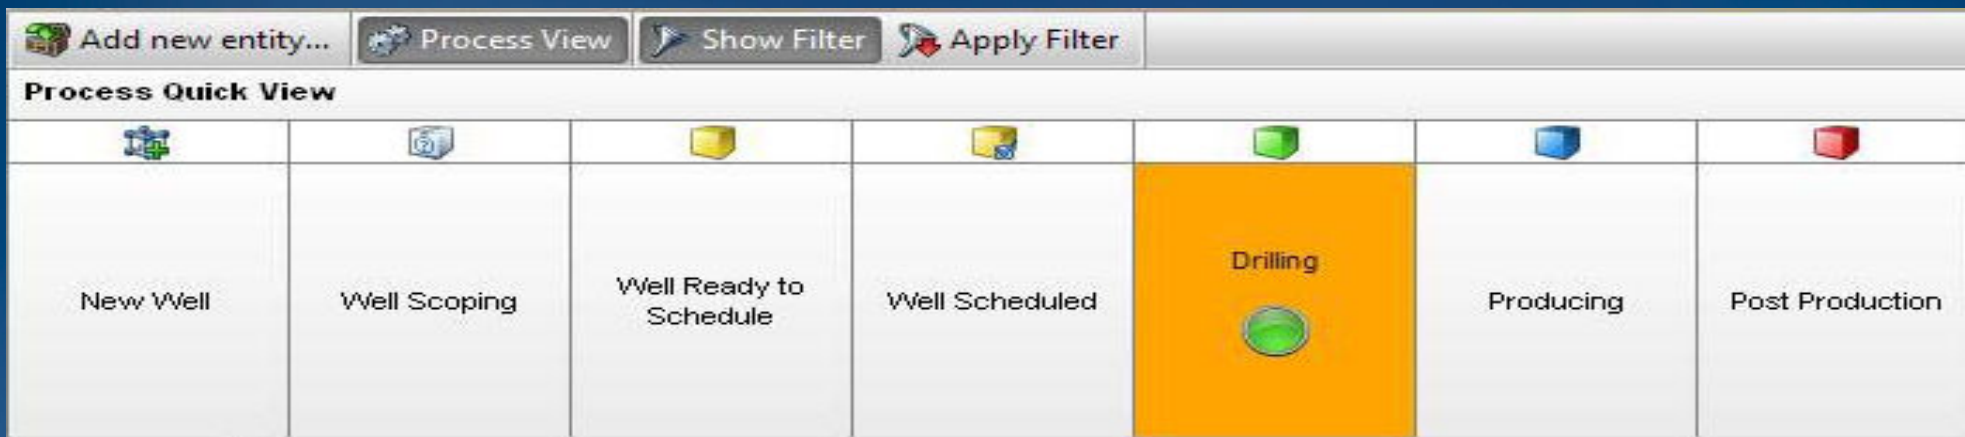 Add new entity... Process View Show Filter Apply Filter
Process Quick View
New Well
Well Scoping
Well Ready to
Schedule
Well Scheduled
Drilling
Producing
Post Production